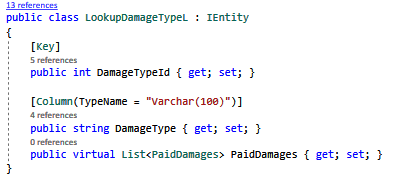 13 references
public class LookupDamageTypeL : IEntity
{
[Key]
5 references
public int DamageTypeId { get; set; }
[Column(TypeName = "Varchar(100)")]
4 references
public string DamageType { get; set; }
0 references
public virtual List<PaidDamages> PaidDamages { get; set; }
}